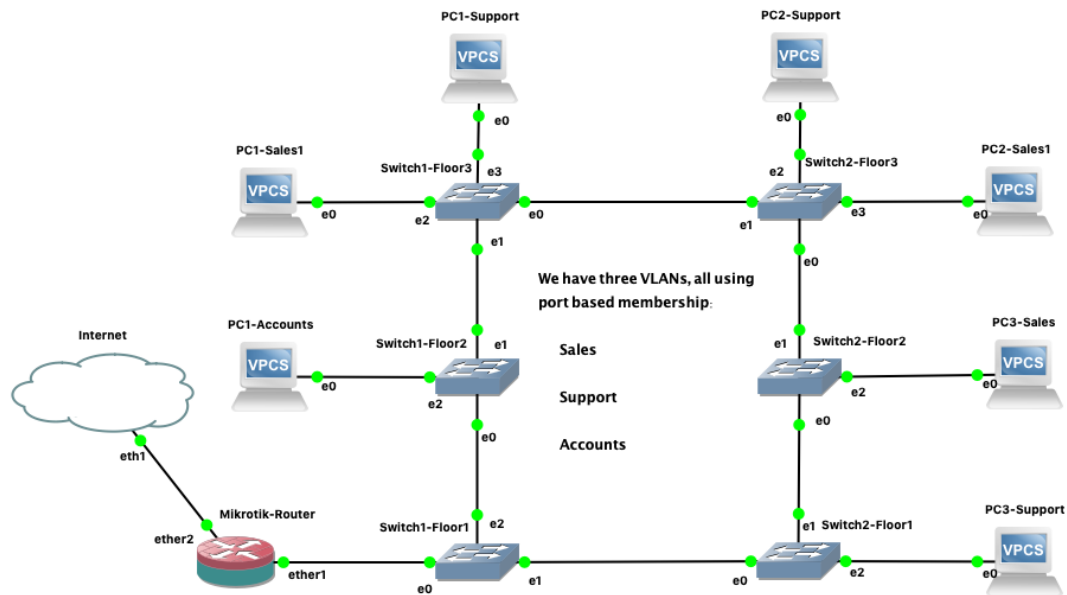 PC1-Support
VPCS
e0
PC2-Support
VPCS
e0
PC1-Sales1
VPCS
e0
Switch1-Floor3
e3
e2
e0
e1
Switch2-Floor3
e2
e1
e3
e0
PC2-Sales1
VPCS
e0
We have three VLANs, all using
port based membership:
Sales
Support
Accounts
Internet
eth1
PC1-Accounts
VPCS
e0
Switch1-Floor2
e1
e2
e0
Switch2-Floor2
e1
e2
e0
PC3-Sales
VPCS
e0
Mikrotik-Router
ether2
ether1
Switch1-Floor1
e2
e0
e1
Switch2-Floor1
e1
e0
e2
PC3-Support
VPCS
e0